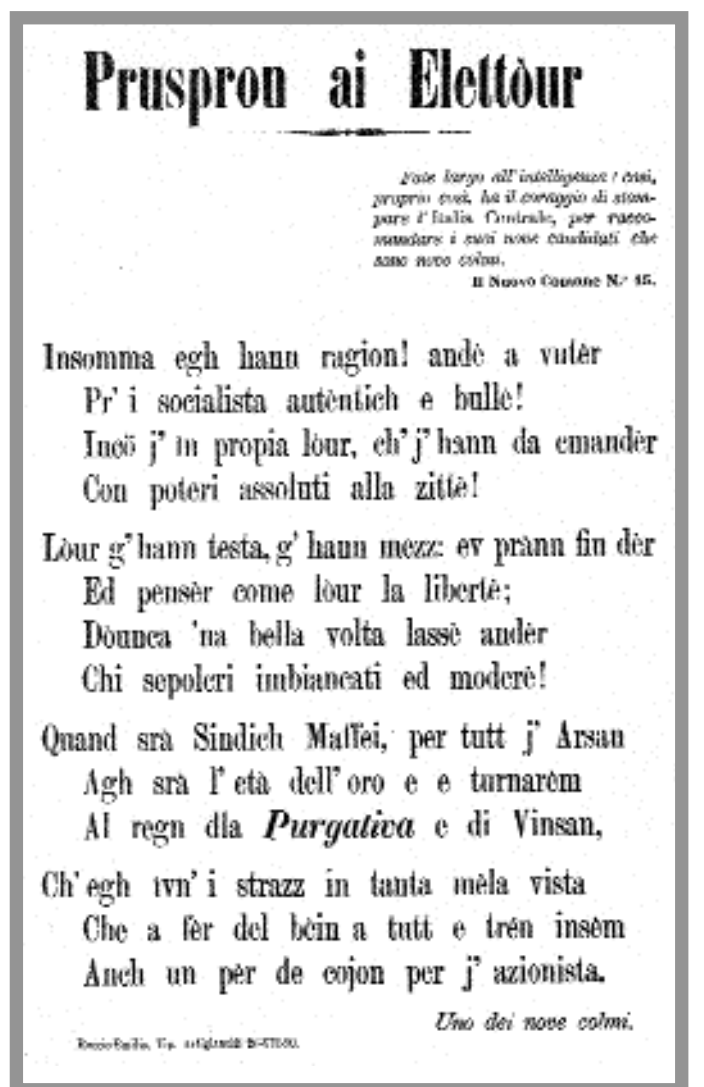 Pruspron ai Elettòur
Fate largo all'intelligenza! così,
proprio così, ha il coraggio di stam-
pare l'Italia Centrale, per racco-
mandare i suoi nove candidati che
sono nove colmi.
Il Nuovo Comune N.º 15.
Insomma egh hann ragion! andè a vutèr
Pr' i socialista autèntich e bullè!
Incö j' in propia lòur, ch' j' hann da cmandèr
Con poteri assoluti alla zittè!
Lòur g' hann testa, g' hann mezz: ev prànn fin dèr
Ed pensèr come lòur la libertè;
Dòunca 'na bella volta lassè andèr
Chi sepolcri imbiancati ed moderè!
Quand srà Sindich Maffei, per tutt j' Arsan
Agh srà l' età dell' oro e e turnarèm
Al regn dla Purgativa e di Vinsan,
Ch' egh tvn' i strazz in tanta mèla vista
Che a fèr del bèin a tutt e trén insèm
Anch un pèr de cojon per j' azionista.
Uno dei nove colmi.
Reggio-Emilia, Tip.